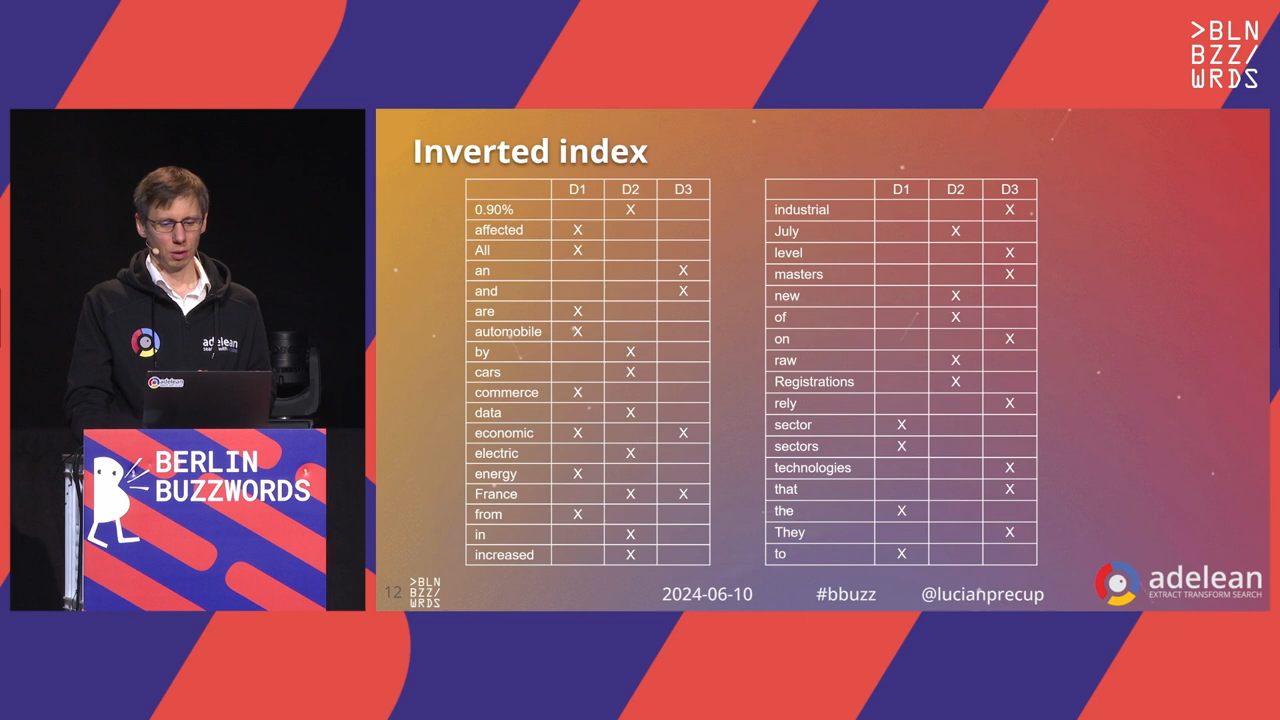 >BLN
BZZ/
WRDS
Inverted index
D1 D2 D3
0.90% X
affected X
All X
an X
and X
are X
automobile X
by X
cars X
commerce X
data X
economic X X
electric X
energy X
France X X
from X
in X
increased X
D1 D2 D3
industrial X
July X
level X
masters X
new X
of X
on X
raw X
Registrations X
rely X
sector X
sectors X
technologies X
that X
the X
They X
to X
12
>BLN
BZZ/
WRDS
2024-06-10 #bbuzz @lucianprecup
adelean
EXTRACT TRANSFORM SEARCH
adelean
adelean
BERLIN
BUZZWORDS